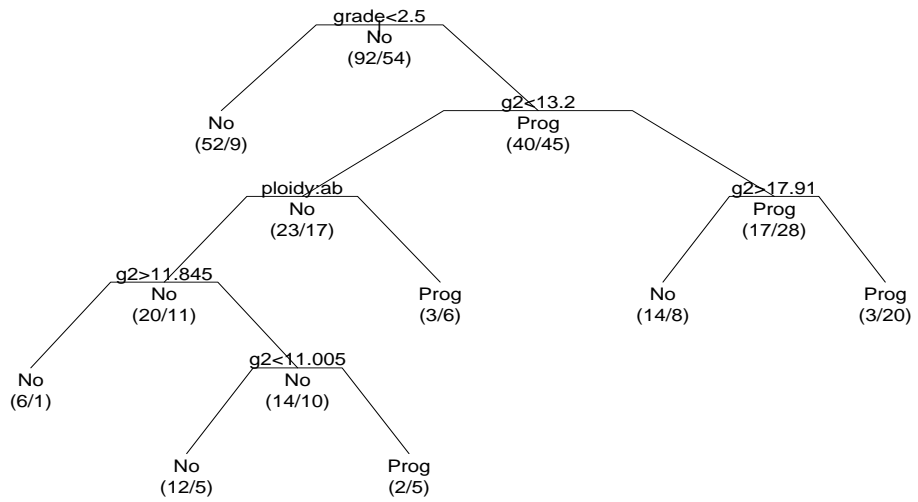 grade<2.5
No
(92/54)
No
(52/9)
g2<13.2
Prog
(40/45)
ploidy:ab
No
(23/17)
g2>17.91
Prog
(17/28)
g2>11.845
No
(20/11)
Prog
(3/6)
No
(14/8)
Prog
(3/20)
No
(6/1)
g2<11.005
No
(14/10)
No
(12/5)
Prog
(2/5)